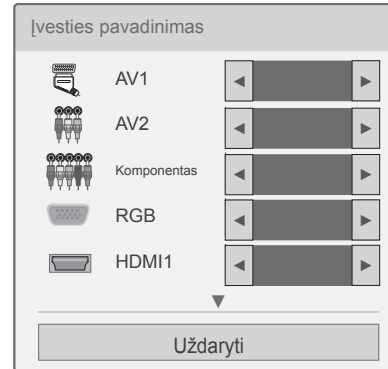 Įvesties pavadinimas
AV1
AV2
Komponentas
RGB
HDMI1
Uždaryti